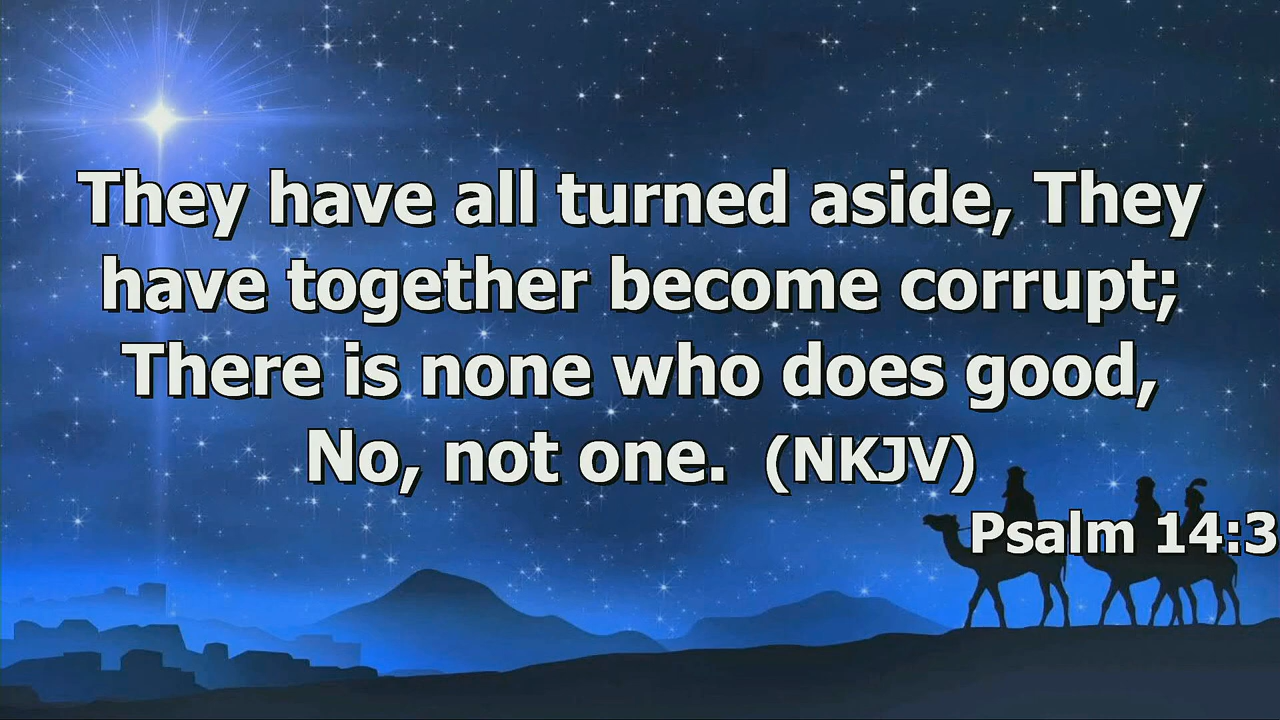 They have all turned aside, They
have together become corrupt;
There is none who does good,
No, not one. (NKJV)
Psalm 14:3